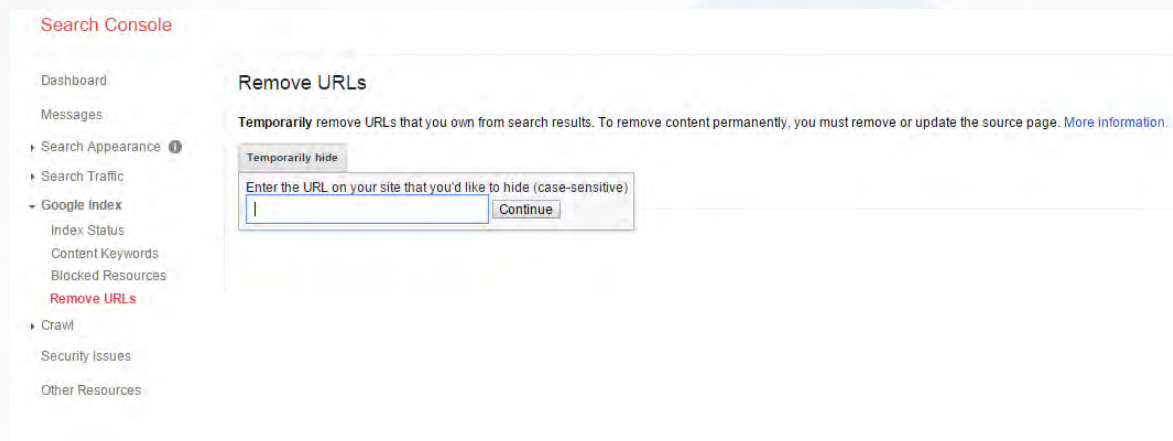 Search Console
Dashboard
Messages
Search Appearance
Search Traffic
Google Index
Index Status
Content Keywords
Blocked Resources
Remove URLs
Crawl
Security Issues
Other Resources
Remove URLs
Temporarily remove URLs that you own from search results. To remove content permanently, you must remove or update the source page. More information.
Temporarily hide
Enter the URL on your site that you'd like to hide (case-sensitive)
Continue